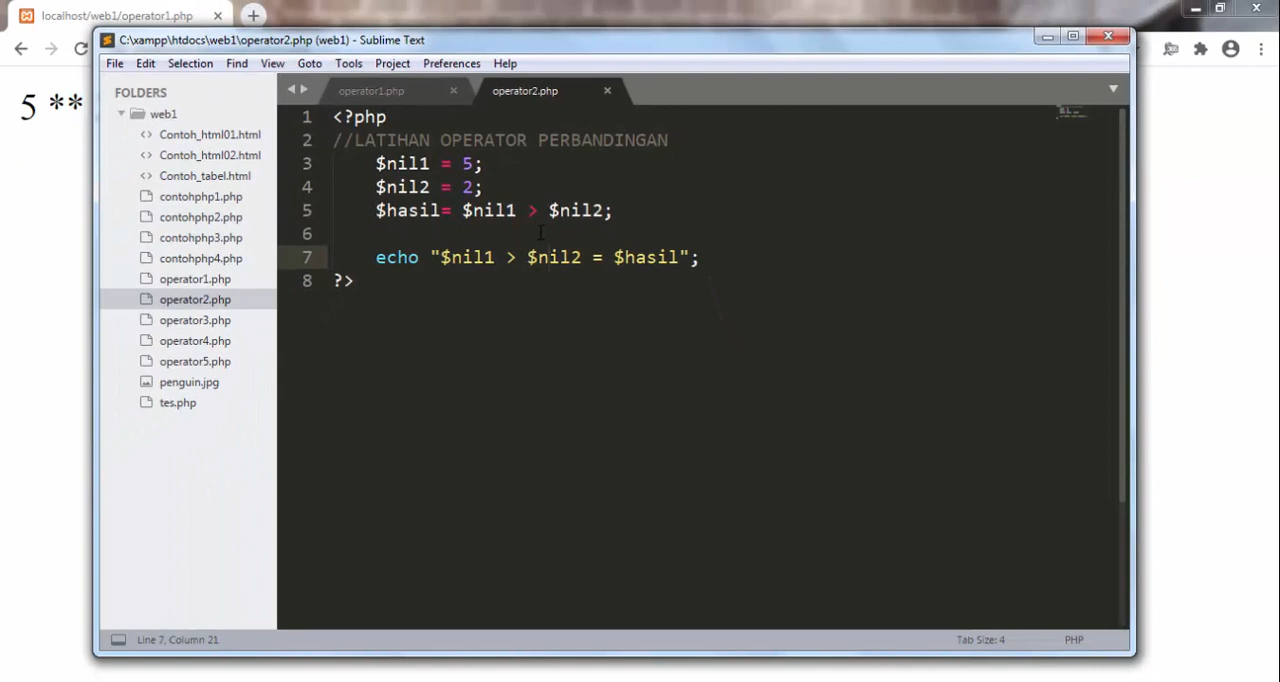 localhost/web1/operator1.php
C:\xampp\htdocs\web1\operator2.php (web1) - Sublime Text
File Edit Selection Find View Goto Tools Project Preferences Help
5 **
FOLDERS
web1
Contoh_html01.html
Contoh_html02.html
Contoh_tabel.html
contohphp1.php
contohphp2.php
contohphp3.php
contohphp4.php
operator1.php
operator2.php
operator3.php
operator4.php
operator5.php
penguin.jpg
tes.php
operator1.php operator2.php
1 <?php
2 //LATIHAN OPERATOR PERBANDINGAN
3 $nil1 = 5;
4 $nil2 = 2;
5 $hasil= $nil1 > $nil2;
6
7 echo "$nil1 > $nil2 = $hasil";
8 ?>
Line 7, Column 21 Tab Size: 4 PHP